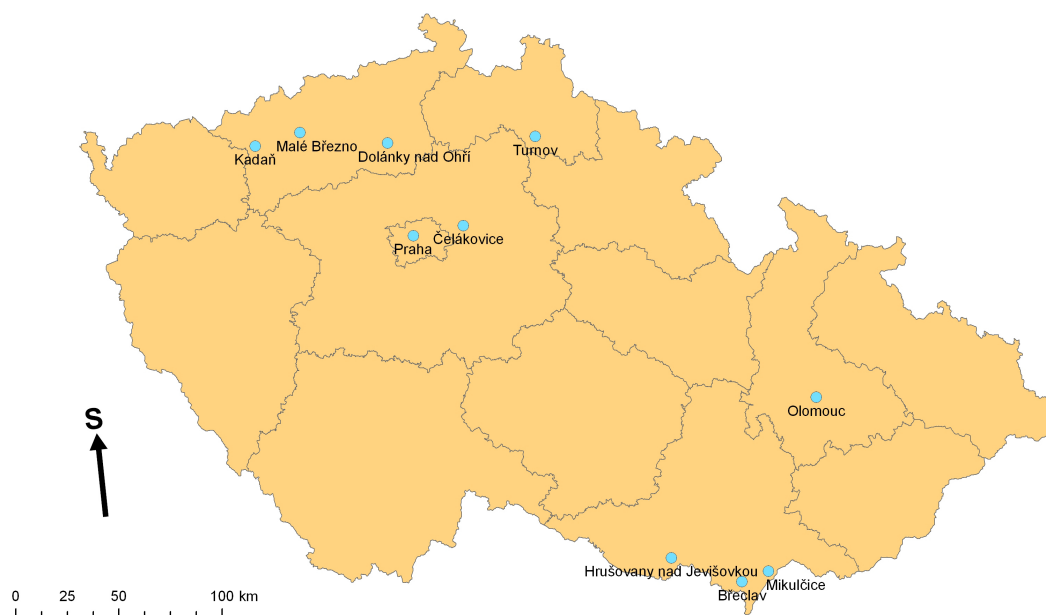 Malé Březno
Kadaň
Dolánky nad Ohří
Turnov
Čelákovice
Praha
Olomouc
S
Hrušovany nad Jevišovkou
Mikulčice
Břeclav
0 25 50 100 km